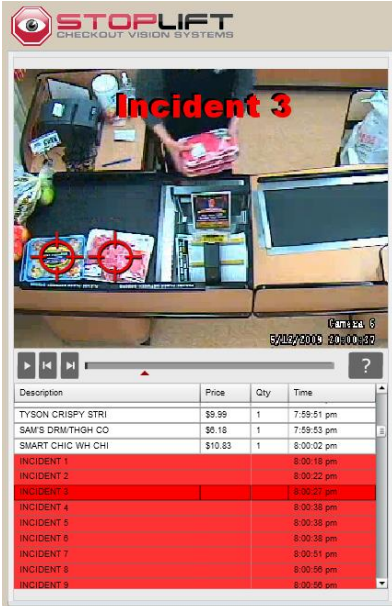 STOPLIFT
CHECKOUT VISION SYSTEMS
Incident 3
Camera 6
5/12/2009 20:00:37
?
Description Price Qty Time
TYSON CRISPY STRI $9.99 1 7:59:51 pm
SAM'S DRM/THGH CO $6.18 1 7:59:53 pm
SMART CHIC WH CHI $10.83 1 8:00:02 pm
INCIDENT 1 8:00:18 pm
INCIDENT 2 8:00:22 pm
INCIDENT 3 8:00:27 pm
INCIDENT 4 8:00:38 pm
INCIDENT 5 8:00:38 pm
INCIDENT 6 8:00:38 pm
INCIDENT 7 8:00:51 pm
INCIDENT 8 8:00:56 pm
INCIDENT 9 8:00:56 pm